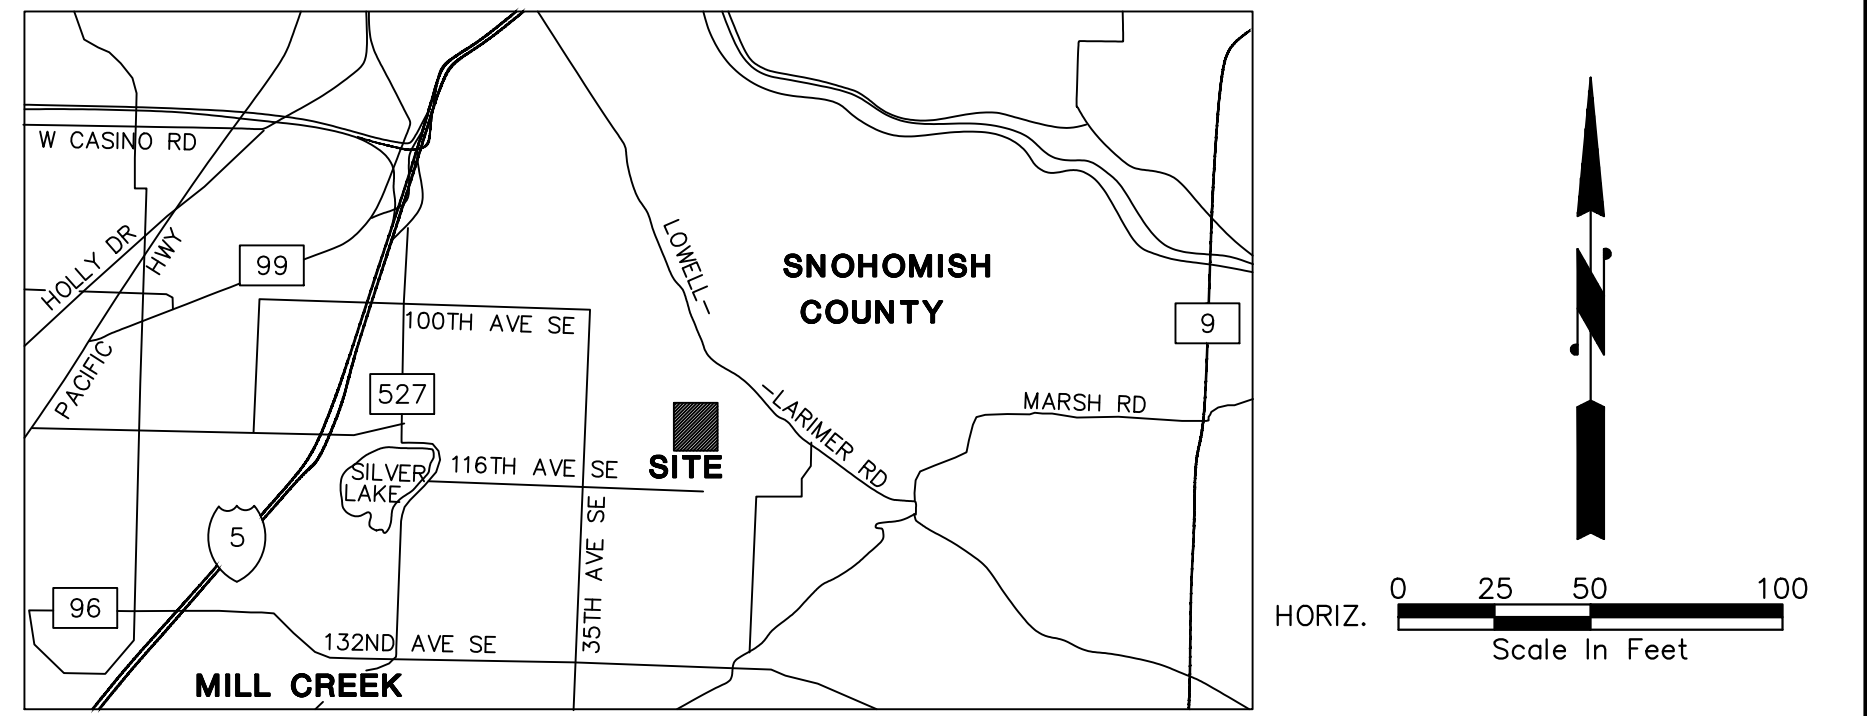 W CASINO RD
HOLLY DR
HWY
PACIFIC
99
100TH AVE SE
527
LOWELL-
SNOHOMISH
COUNTY
9
-LARIMER RD
MARSH RD
SITE
SILVER
LAKE
116TH AVE SE
35TH AVE SE
5
96
132ND AVE SE
MILL CREEK
N
HORIZ.
0 25 50 100
Scale In Feet